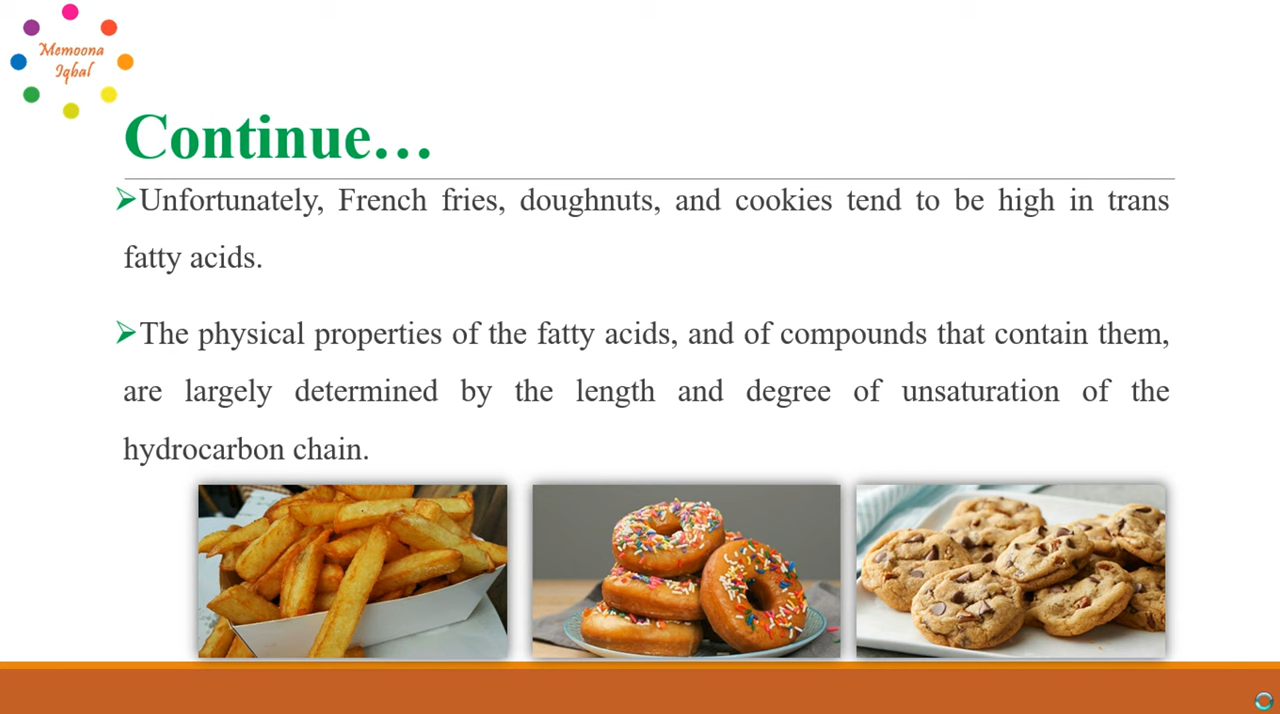 Memoona
Iqbal
Continue...
Unfortunately, French fries, doughnuts, and cookies tend to be high in trans
fatty acids.
The physical properties of the fatty acids, and of compounds that contain them,
are largely determined by the length and degree of unsaturation of the
hydrocarbon chain.